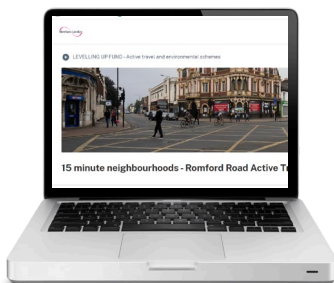 LEVELLING UP FUND - Active travel and environmental schemes
15 minute neighbourhoods - Romford Road Active Tr